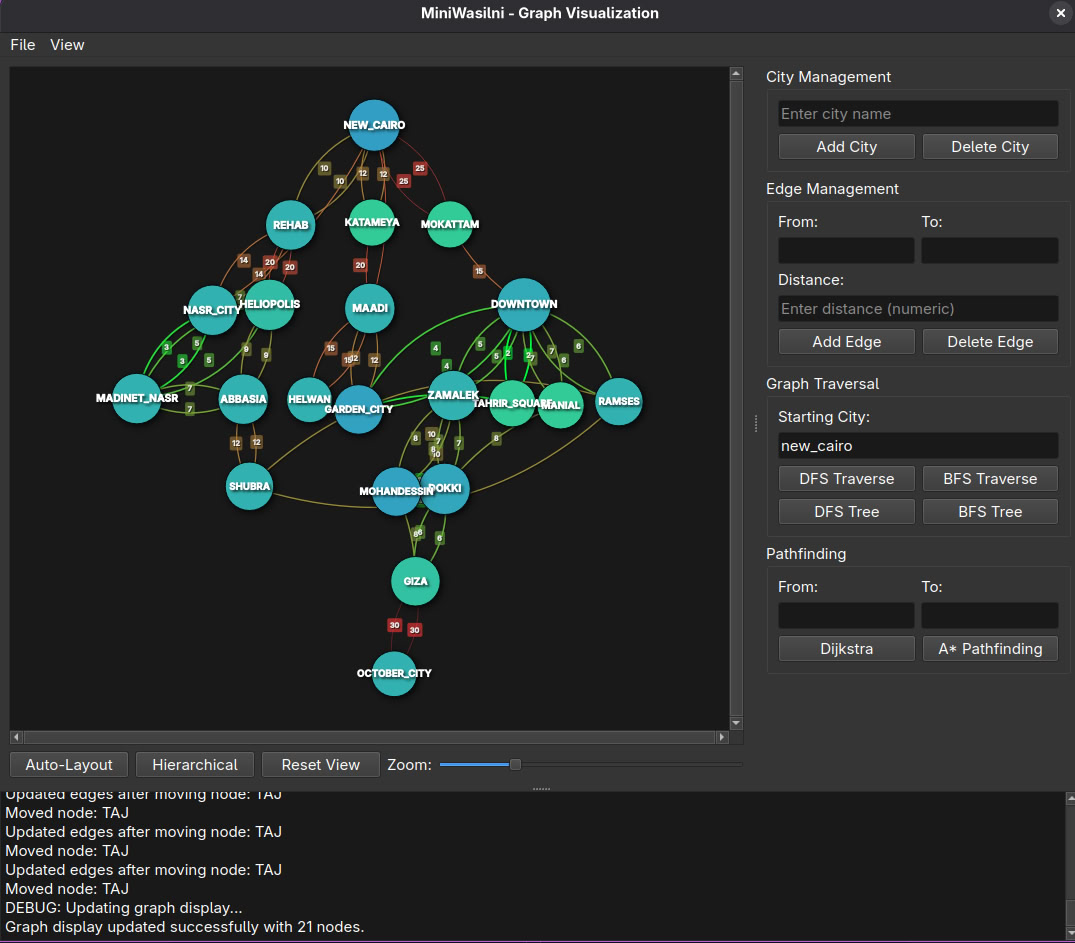 MiniWasilni - Graph Visualization
File View
NEW_CAIRO
10 10 12 12 25 25
REHAB KATAMEYA MOKATTAM
14 14 20 20 20 15
NASR_CITY HELIOPOLIS MAADI DOWNTOWN
7
3 3 5 5 9 9 15 12 12 4 4 5 5 2 2 7 7 6 6
MADINET_NASR ABBASIA HELWAN GARDEN_CITY ZAMALEK MANIAL RAMSES
7 7
12 12 8 10 7 8 7 8
SHUBRA MOHANDESSIN DOKKI
8 6 6
GIZA
30 30
OCTOBER_CITY
Auto-Layout Hierarchical Reset View Zoom:
City Management
Enter city name
Add City Delete City
Edge Management
From: To:
Distance:
Enter distance (numeric)
Add Edge Delete Edge
Graph Traversal
Starting City:
new_cairo
DFS Traverse BFS Traverse
DFS Tree BFS Tree
Pathfinding
From: To:
Dijkstra A* Pathfinding
Updated edges after moving node: TAJ
Moved node: TAJ
Updated edges after moving node: TAJ
Moved node: TAJ
Updated edges after moving node: TAJ
Moved node: TAJ
DEBUG: Updating graph display...
Graph display updated successfully with 21 nodes.